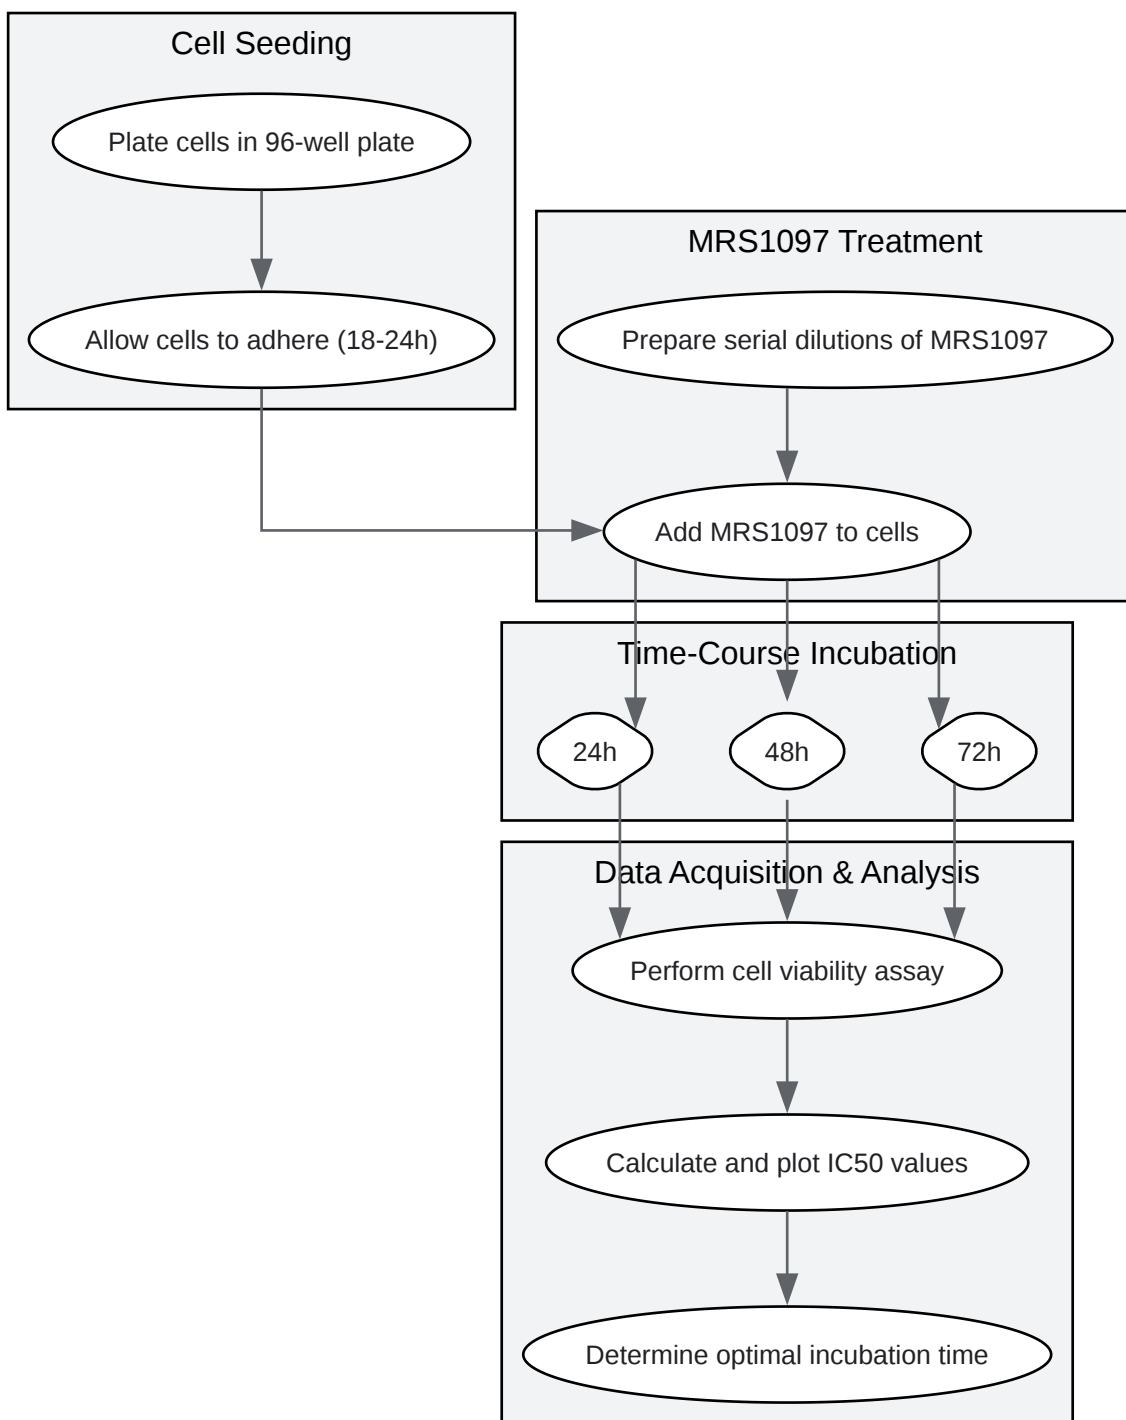 Cell Seeding
Plate cells in 96-well plate
Allow cells to adhere (18-24h)
MRS1097 Treatment
Prepare serial dilutions of MRS1097
Add MRS1097 to cells
Time-Course Incubation
24h
48h
72h
Data Acquisition & Analysis
Perform cell viability assay
Calculate and plot IC50 values
Determine optimal incubation time